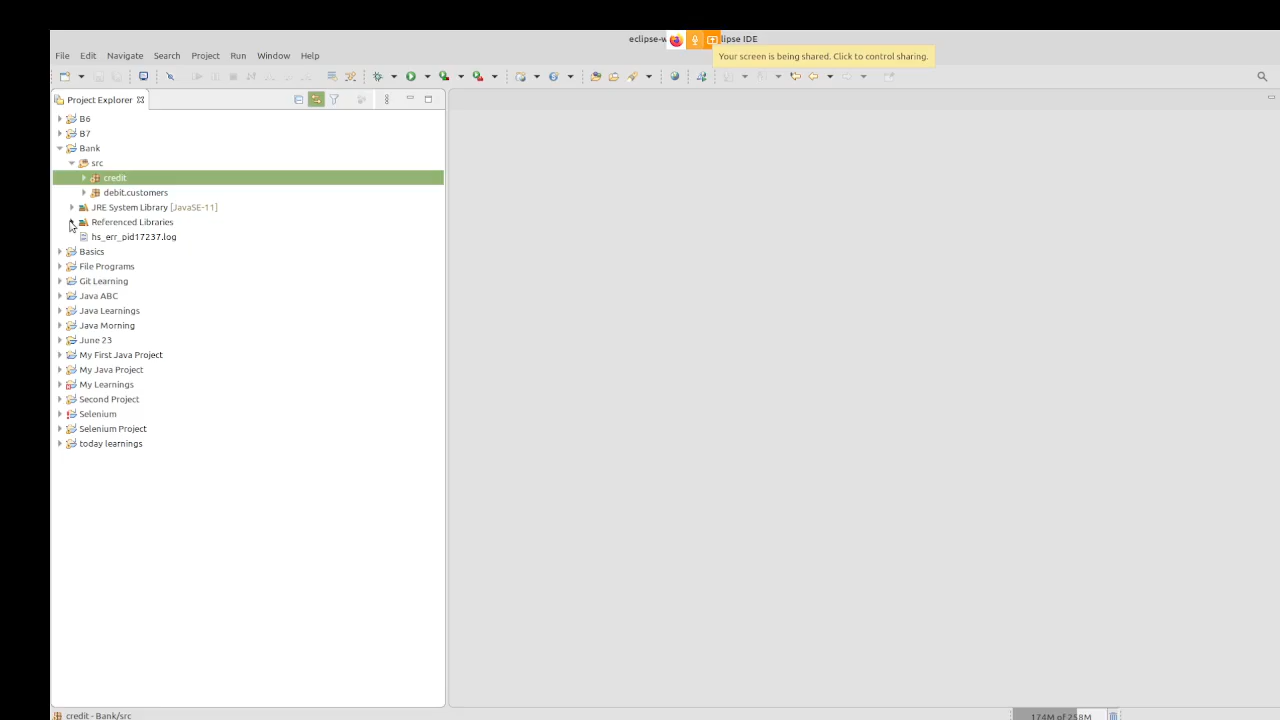 eclipse-w lipse IDE
File Edit Navigate Search Project Run Window Help
Your screen is being shared. Click to control sharing.
Project Explorer
B6
B7
Bank
src
credit
debit.customers
JRE System Library [JavaSE-11]
Referenced Libraries
hs_err_pid17237.log
Basics
File Programs
Git Learning
Java ABC
Java Learnings
Java Morning
June 23
My First Java Project
My Java Project
My Learnings
Second Project
Selenium
Selenium Project
today learnings
credit - Bank/src
174M of 258M